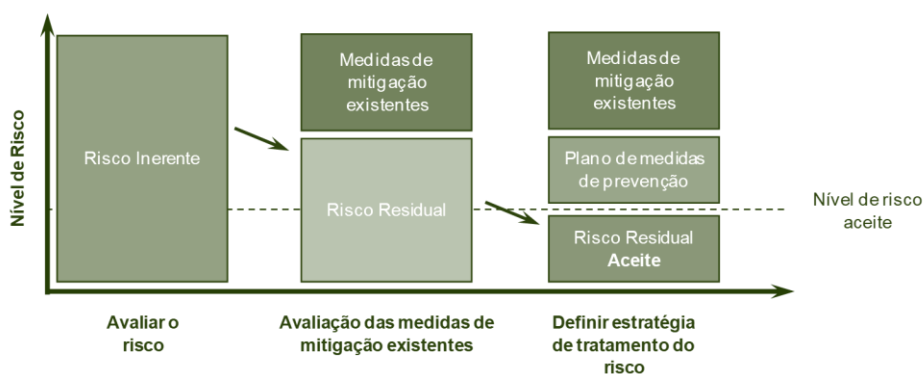 Nível de Risco
Risco Inerente
Medidas de
mitigação
existentes
Risco Residual
Medidas de
mitigação
existentes
Plano de medidas
de prevenção
Risco Residual
Aceite
Nível de risco
aceite
Avaliar o
risco
Avaliação das medidas de
mitigação existentes
Definir estratégia
de tratamento do
risco